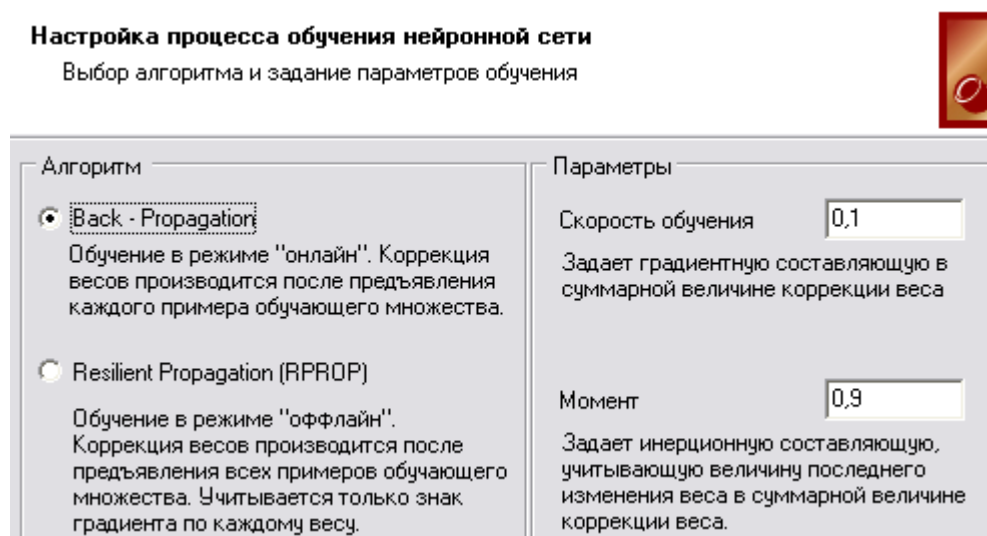 Настройка процесса обучения нейронной сети
Выбор алгоритма и задание параметров обучения
Алгоритм
Back - Propagation
Обучение в режиме "онлайн". Коррекция
весов производится после предъявления
каждого примера обучающего множества.
Resilient Propagation (RPROP)
Обучение в режиме "оффлайн".
Коррекция весов производится после
предъявления всех примеров обучающего
множества. Учитывается только знак
градиента по каждому весу.
Параметры
Скорость обучения 0,1
Задает градиентную составляющую в
суммарной величине коррекции веса
Момент 0,9
Задает инерционную составляющую,
учитывающую величину последнего
изменения веса в суммарной величине
коррекции веса.